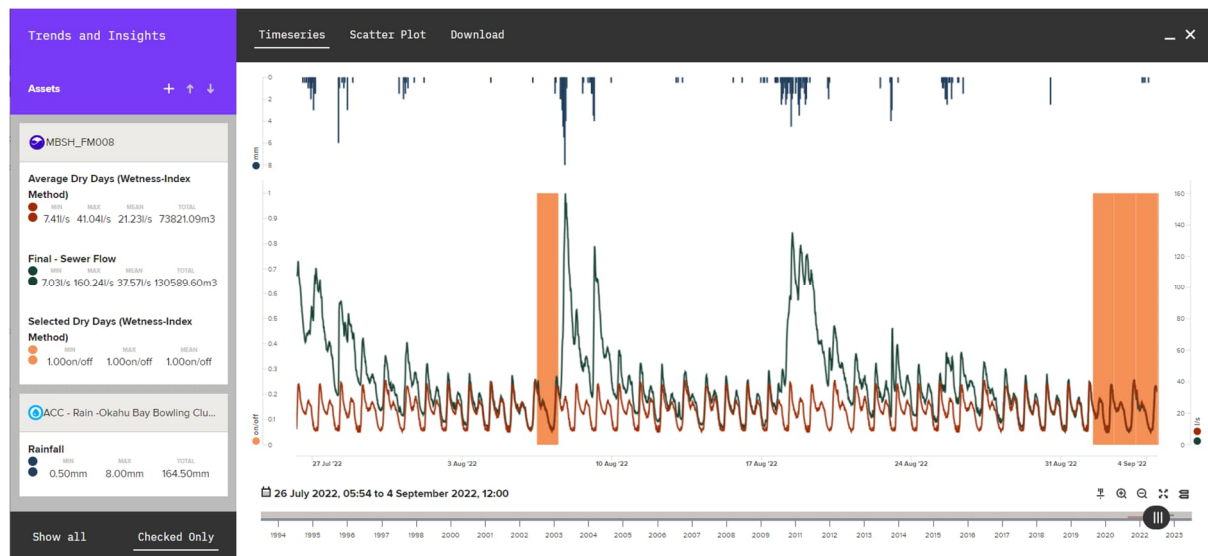 Trends and Insights
Timeseries Scatter Plot Download
Assets
MBSH_FM008
Average Dry Days (Wetness-Index
Method)
MIN MAX MEAN TOTAL
7.41l/s 41.04l/s 21.23l/s 73821.09m3
Final - Sewer Flow
MIN MAX MEAN TOTAL
7.03l/s 160.24l/s 37.57l/s 130589.60m3
Selected Dry Days (Wetness-Index
Method)
MIN MAX MEAN
1.00on/off 1.00on/off 1.00on/off
ACC - Rain -Okahu Bay Bowling Clu...
Rainfall
MIN MAX TOTAL
0.50mm 8.00mm 164.50mm
Show all Checked Only
0
2
4
6
8
mm
1
0.9
0.8
0.7
0.6
0.5
0.4
0.3
0.2
0.1
0
on/off
160
140
120
100
80
60
40
20
0
l/s
27 Jul '22 3 Aug '22 10 Aug '22 17 Aug '22 24 Aug '22 31 Aug '22 4 Sep '22
26 July 2022, 05:54 to 4 September 2022, 12:00
1994 1995 1996 1997 1998 1999 2000 2001 2002 2003 2004 2005 2006 2007 2008 2009 2010 2011 2012 2013 2014 2015 2016 2017 2018 2019 2020 2022 2023